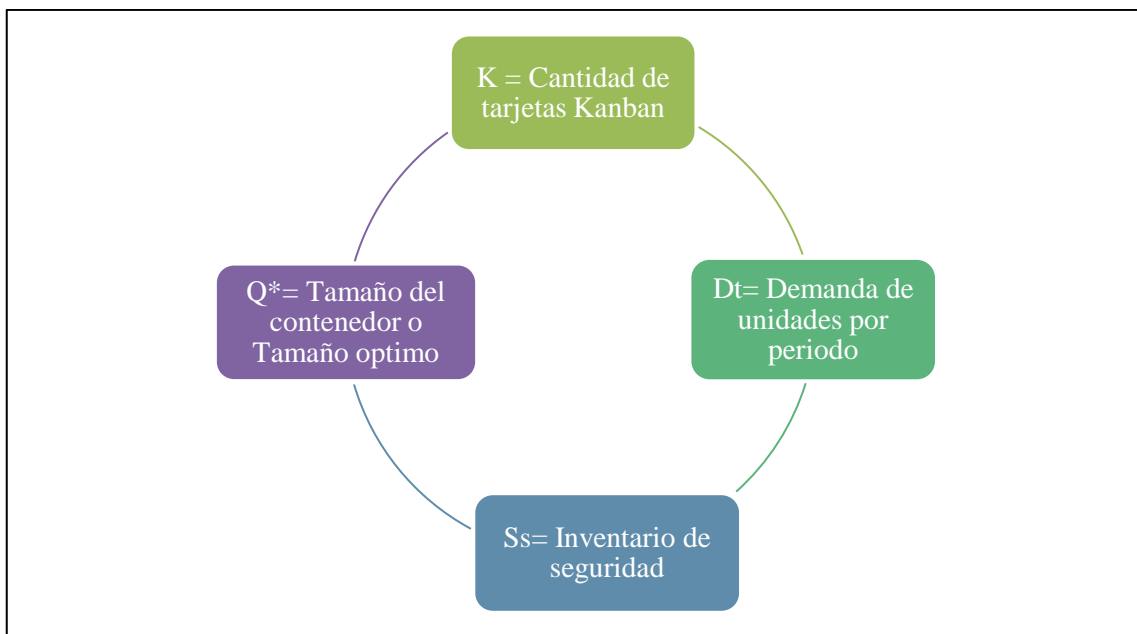 K = Cantidad de
tarjetas Kanban
Q*= Tamaño del
contenedor o
Tamaño optimo
Dt= Demanda de
unidades por
periodo
Ss= Inventario de
seguridad